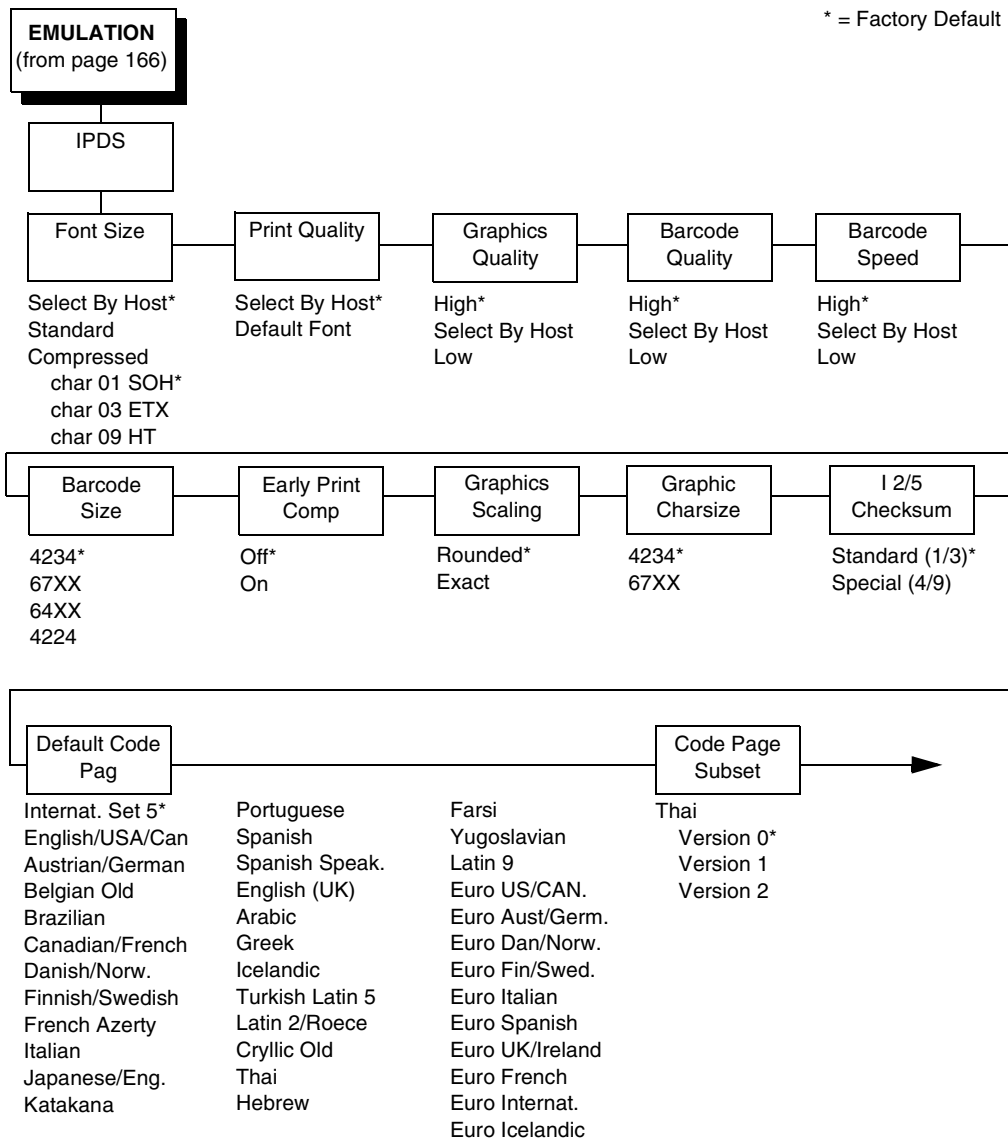 * = Factory Default
EMULATION
(from page 166)
IPDS
Font Size
Select By Host*
Standard
Compressed
char 01 SOH*
char 03 ETX
char 09 HT
Print Quality
Select By Host*
Default Font
Graphics
Quality
High*
Select By Host
Low
Barcode
Quality
High*
Select By Host
Low
Barcode
Speed
High*
Select By Host
Low
Barcode
Size
4234*
67XX
64XX
4224
Early Print
Comp
Off*
On
Graphics
Scaling
Rounded*
Exact
Graphic
Charsize
4234*
67XX
I 2/5
Checksum
Standard (1/3)*
Special (4/9)
Default Code
Pag
Internat. Set 5*
English/USA/Can
Austrian/German
Belgian Old
Brazilian
Canadian/French
Danish/Norw.
Finnish/Swedish
French Azerty
Italian
Japanese/Eng.
Katakana
Portuguese
Spanish
Spanish Speak.
English (UK)
Arabic
Greek
Icelandic
Turkish Latin 5
Latin 2/Roece
Cryllic Old
Thai
Hebrew
Farsi
Yugoslavian
Latin 9
Euro US/CAN.
Euro Aust/Germ.
Euro Dan/Norw.
Euro Fin/Swed.
Euro Italian
Euro Spanish
Euro UK/Ireland
Euro French
Euro Internat.
Euro Icelandic
Code Page
Subset
Thai
Version 0*
Version 1
Version 2